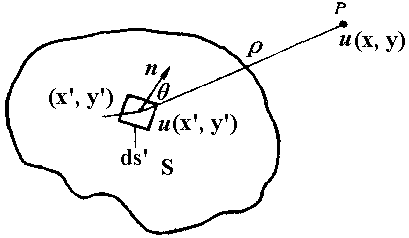 P
ρ
u(x, y)
n
θ
(x', y')
u(x', y')
ds'
S